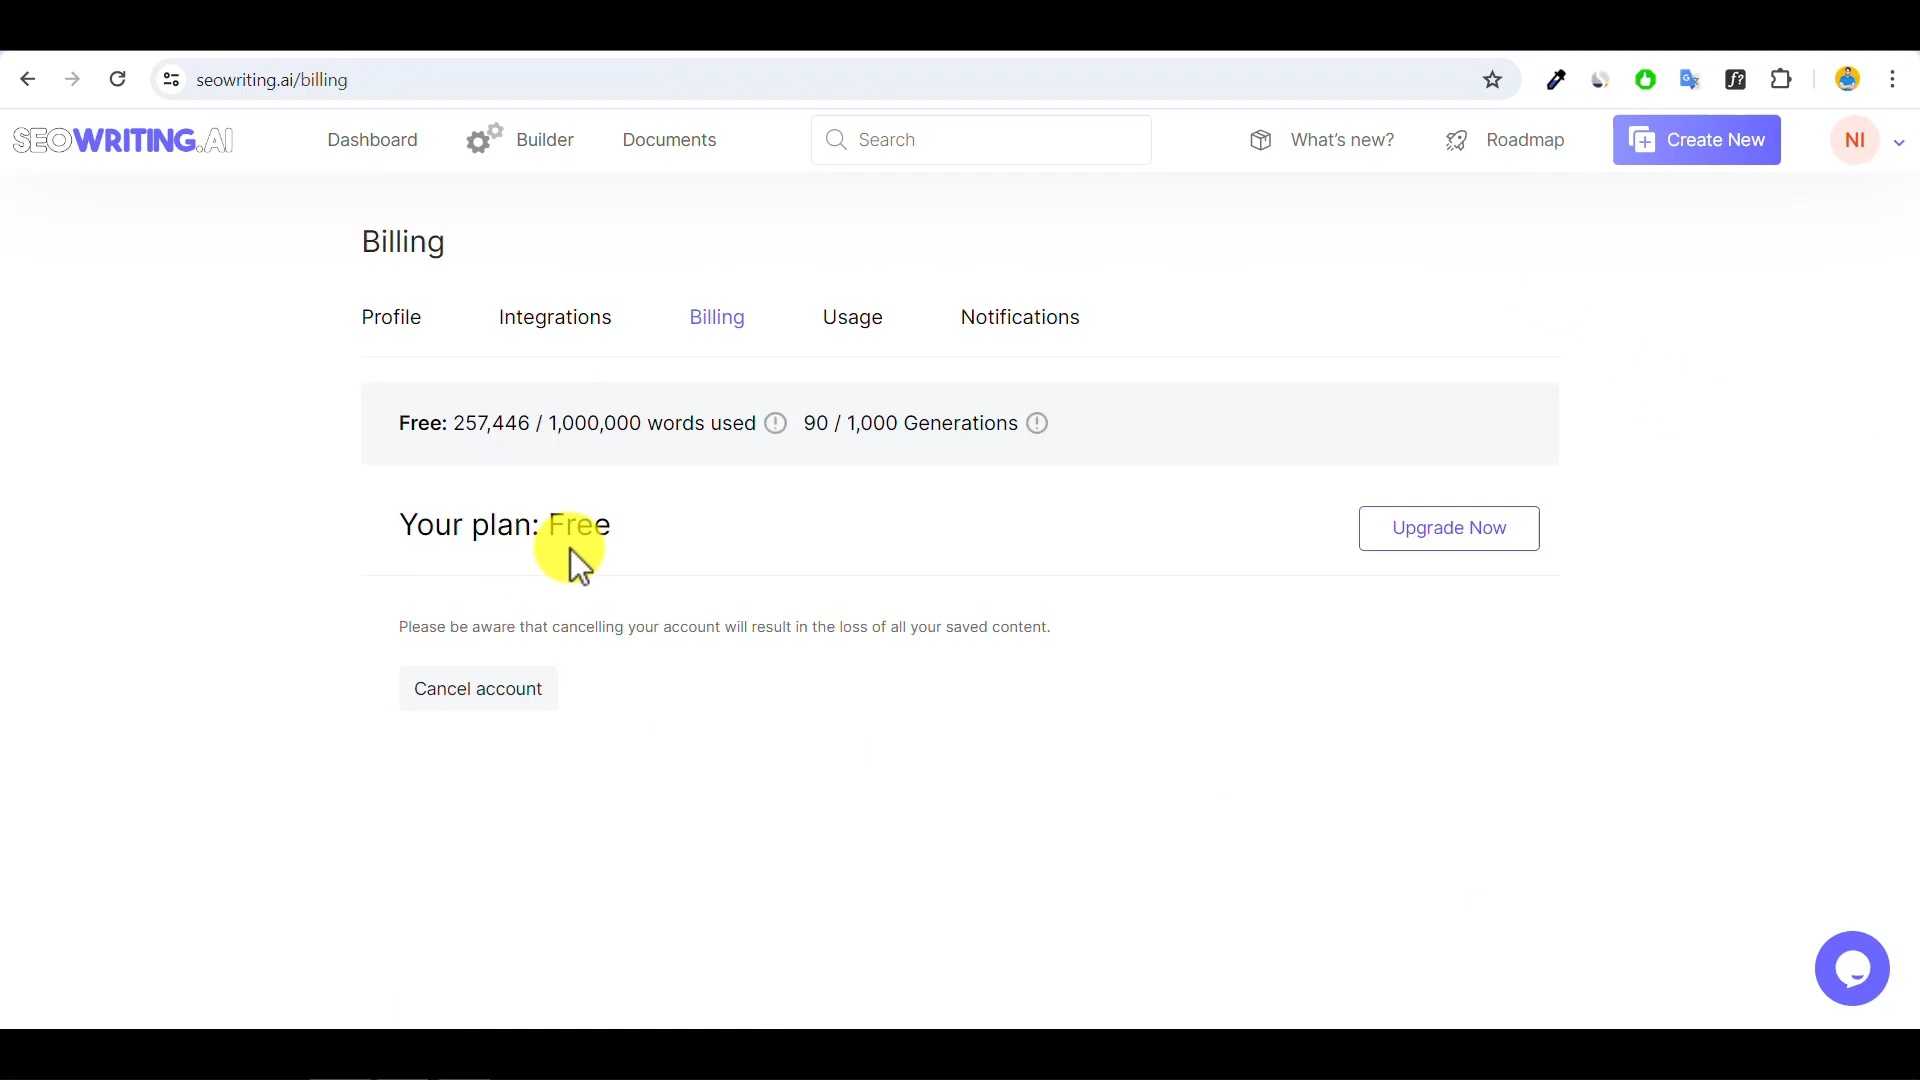 seowriting.ai/billing
SEOWRITING.AI
Dashboard
Builder
Documents
Search
What's new?
Roadmap
Create New
NI
Billing
Profile
Integrations
Billing
Usage
Notifications
Free: 257,446 / 1,000,000 words used
90 / 1,000 Generations
Your plan: Free
Upgrade Now
Please be aware that cancelling your account will result in the loss of all your saved content.
Cancel account